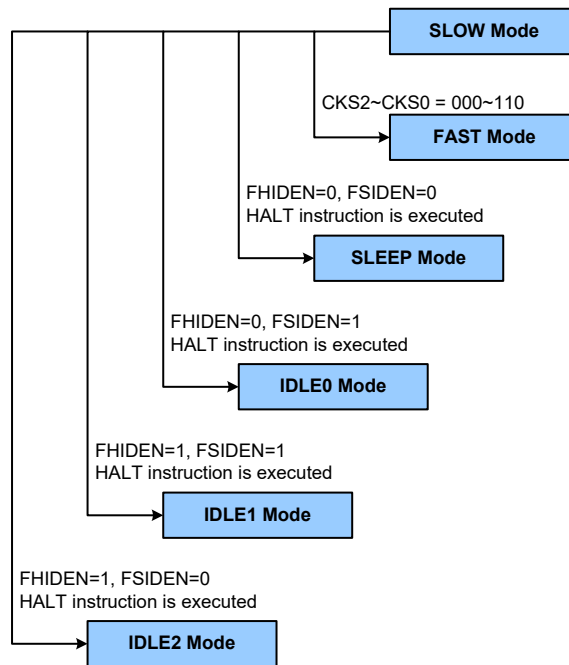 SLOW Mode
CKS2~CKS0 = 000~110
FAST Mode
FHIDEN=0, FSIDEN=0
HALT instruction is executed
SLEEP Mode
FHIDEN=0, FSIDEN=1
HALT instruction is executed
IDLE0 Mode
FHIDEN=1, FSIDEN=1
HALT instruction is executed
IDLE1 Mode
FHIDEN=1, FSIDEN=0
HALT instruction is executed
IDLE2 Mode